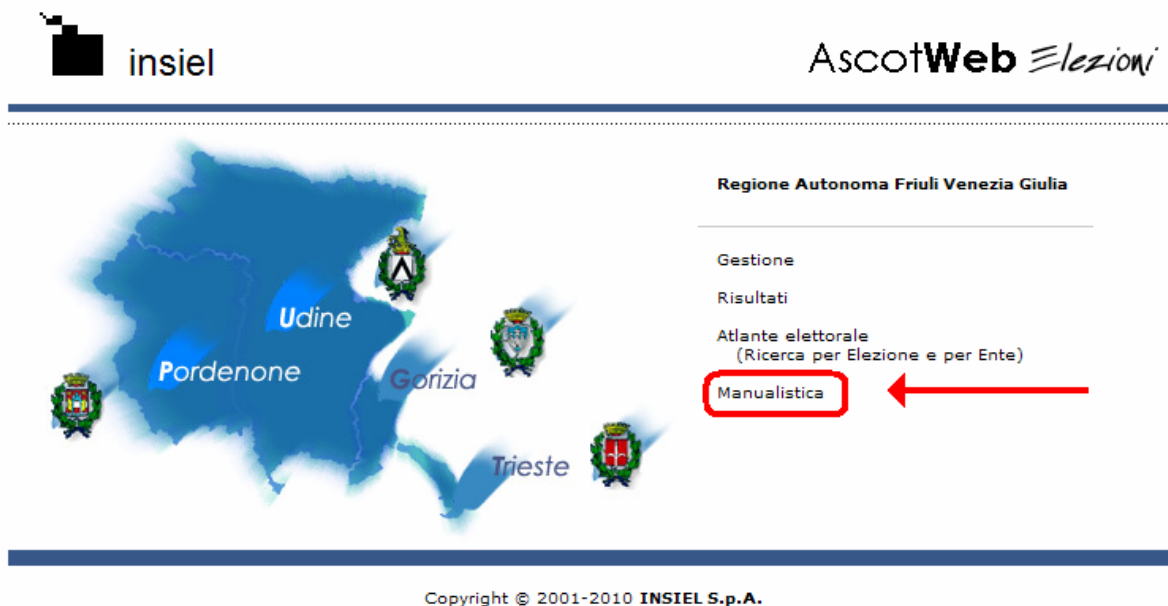 insiel
AscotWeb Elezioni
Regione Autonoma Friuli Venezia Giulia
Gestione
Risultati
Atlante elettorale
(Ricerca per Elezione e per Ente)
Manualistica
Udine
Pordenone
Gorizia
Trieste
Copyright © 2001-2010 INSIEL S.p.A.